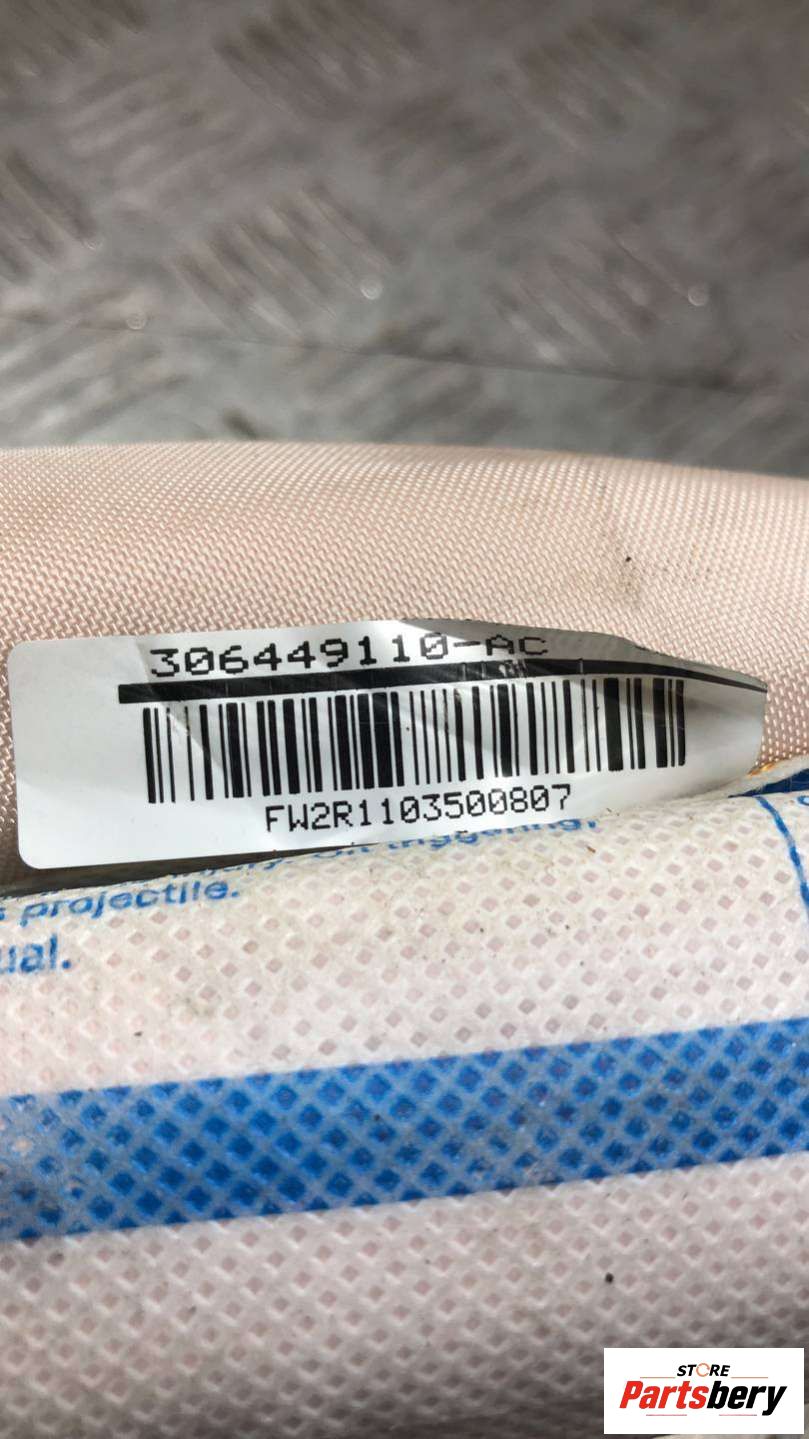 306449110-AC
FW2R1103500807
projectile.
ual.
STORE
Partsbery